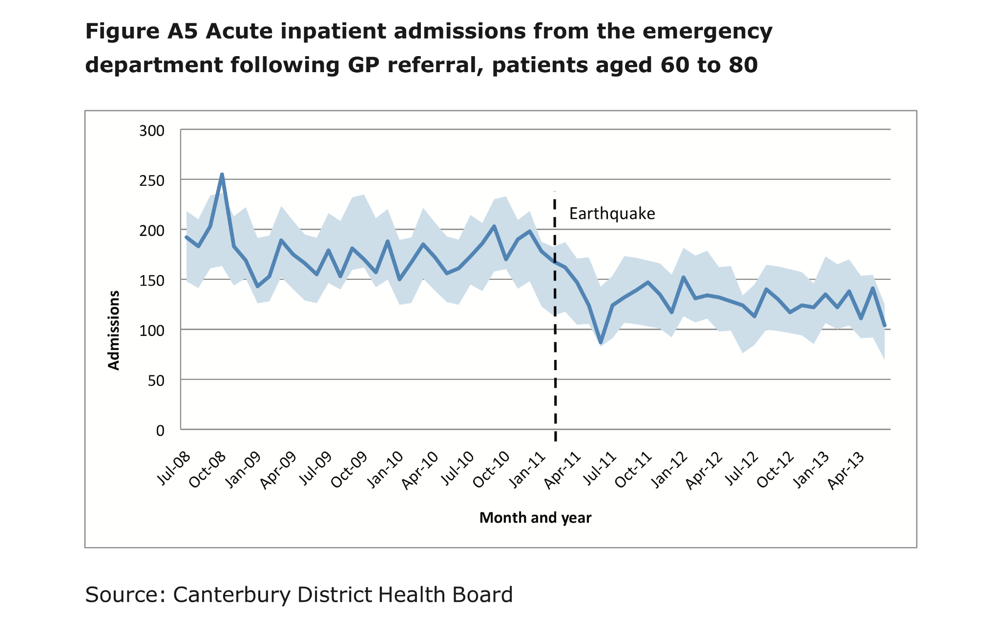 Figure A5 Acute inpatient admissions from the emergency
department following GP referral, patients aged 60 to 80
300
250
200
150
100
50
0
Admissions
Earthquake
Jul-08
Oct-08
Jan-09
Apr-09
Jul-09
Oct-09
Jan-10
Apr-10
Jul-10
Oct-10
Jan-11
Apr-11
Jul-11
Oct-11
Jan-12
Apr-12
Jul-12
Oct-12
Jan-13
Apr-13
Month and year
Source: Canterbury District Health Board